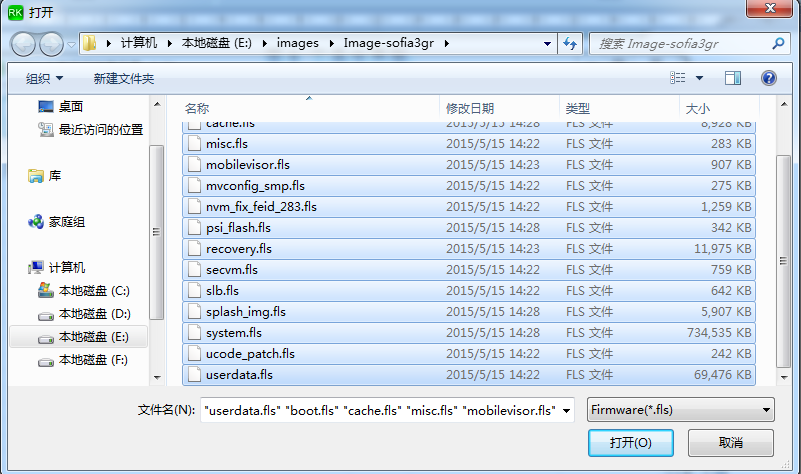 RK 打开
计算机 本地磁盘 (E:) images Image-sofia3gr
搜索 Image-sofia3gr
组织 新建文件夹
桌面
最近访问的位置
库
家庭组
计算机
本地磁盘 (C:)
本地磁盘 (D:)
本地磁盘 (E:)
本地磁盘 (F:)
名称 修改日期 类型 大小
cache.fls 2015/5/15 14:28 FLS 文件 8,928 KB
misc.fls 2015/5/15 14:22 FLS 文件 283 KB
mobilevisor.fls 2015/5/15 14:23 FLS 文件 907 KB
mvconfig_smp.fls 2015/5/15 14:22 FLS 文件 275 KB
nvm_fix_feid_283.fls 2015/5/15 14:22 FLS 文件 1,259 KB
psi_flash.fls 2015/5/15 14:28 FLS 文件 342 KB
recovery.fls 2015/5/15 14:23 FLS 文件 11,975 KB
secvm.fls 2015/5/15 14:22 FLS 文件 759 KB
slb.fls 2015/5/15 14:22 FLS 文件 642 KB
splash_img.fls 2015/5/15 14:28 FLS 文件 5,907 KB
system.fls 2015/5/15 14:28 FLS 文件 734,535 KB
ucode_patch.fls 2015/5/15 14:22 FLS 文件 242 KB
userdata.fls 2015/5/15 14:22 FLS 文件 69,476 KB
文件名(N): "userdata.fls" "boot.fls" "cache.fls" "misc.fls" "mobilevisor.fls" Firmware(*.fls)
打开(O) 取消